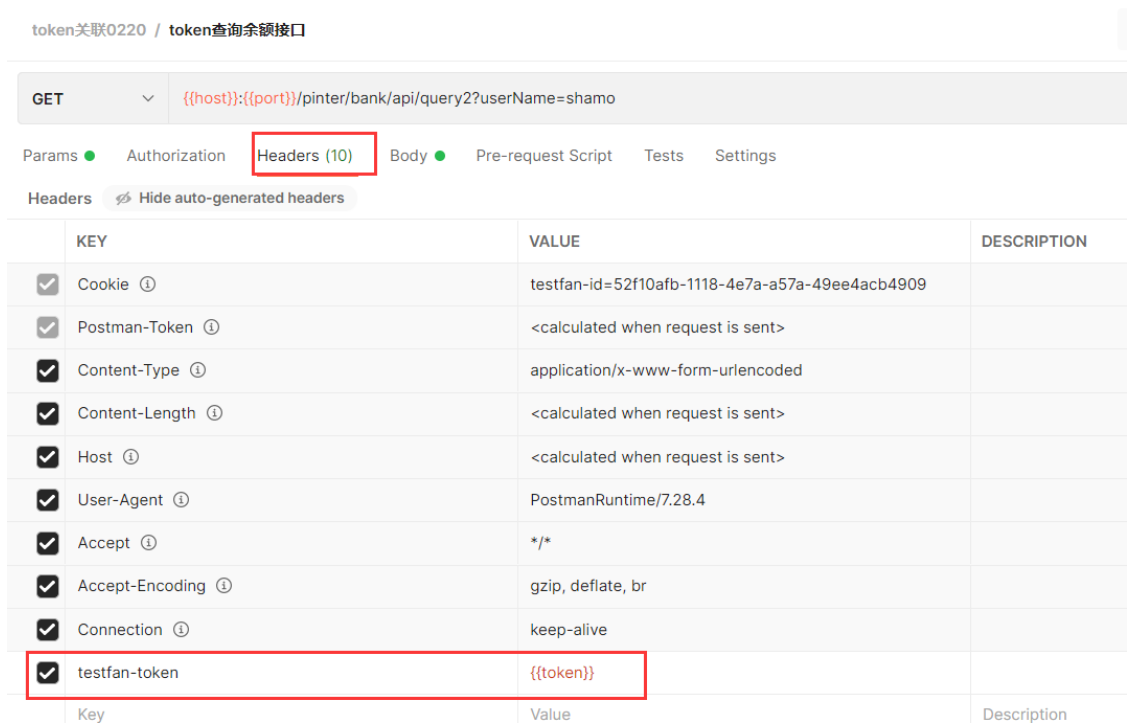 token关联0220 / token查询余额接口
GET {{host}}:{{port}}/pinter/bank/api/query2?userName=shamo
Params Authorization Headers (10) Body Pre-request Script Tests Settings
Headers Hide auto-generated headers
KEY VALUE DESCRIPTION
Cookie testfan-id=52f10afb-1118-4e7a-a57a-49ee4acb4909
Postman-Token <calculated when request is sent>
Content-Type application/x-www-form-urlencoded
Content-Length <calculated when request is sent>
Host <calculated when request is sent>
User-Agent PostmanRuntime/7.28.4
Accept */*
Accept-Encoding gzip, deflate, br
Connection keep-alive
testfan-token {{token}}
Key Value Description